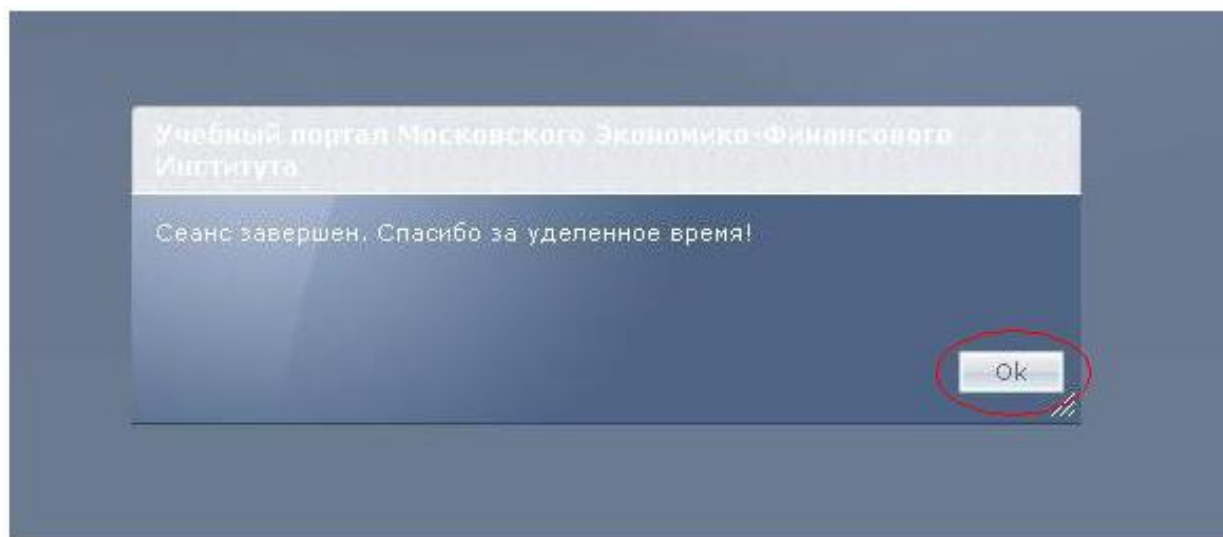 Учебный портал Московского Экономико-Финансового
Института
Сеанс завершен. Спасибо за уделенное время!
Ok